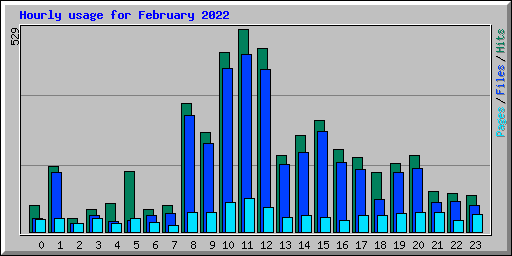 Hourly usage for February 2022
529
Pages/Files/Hits
0 1 2 3 4 5 6 7 8 9 10 11 12 13 14 15 16 17 18 19 20 21 22 23